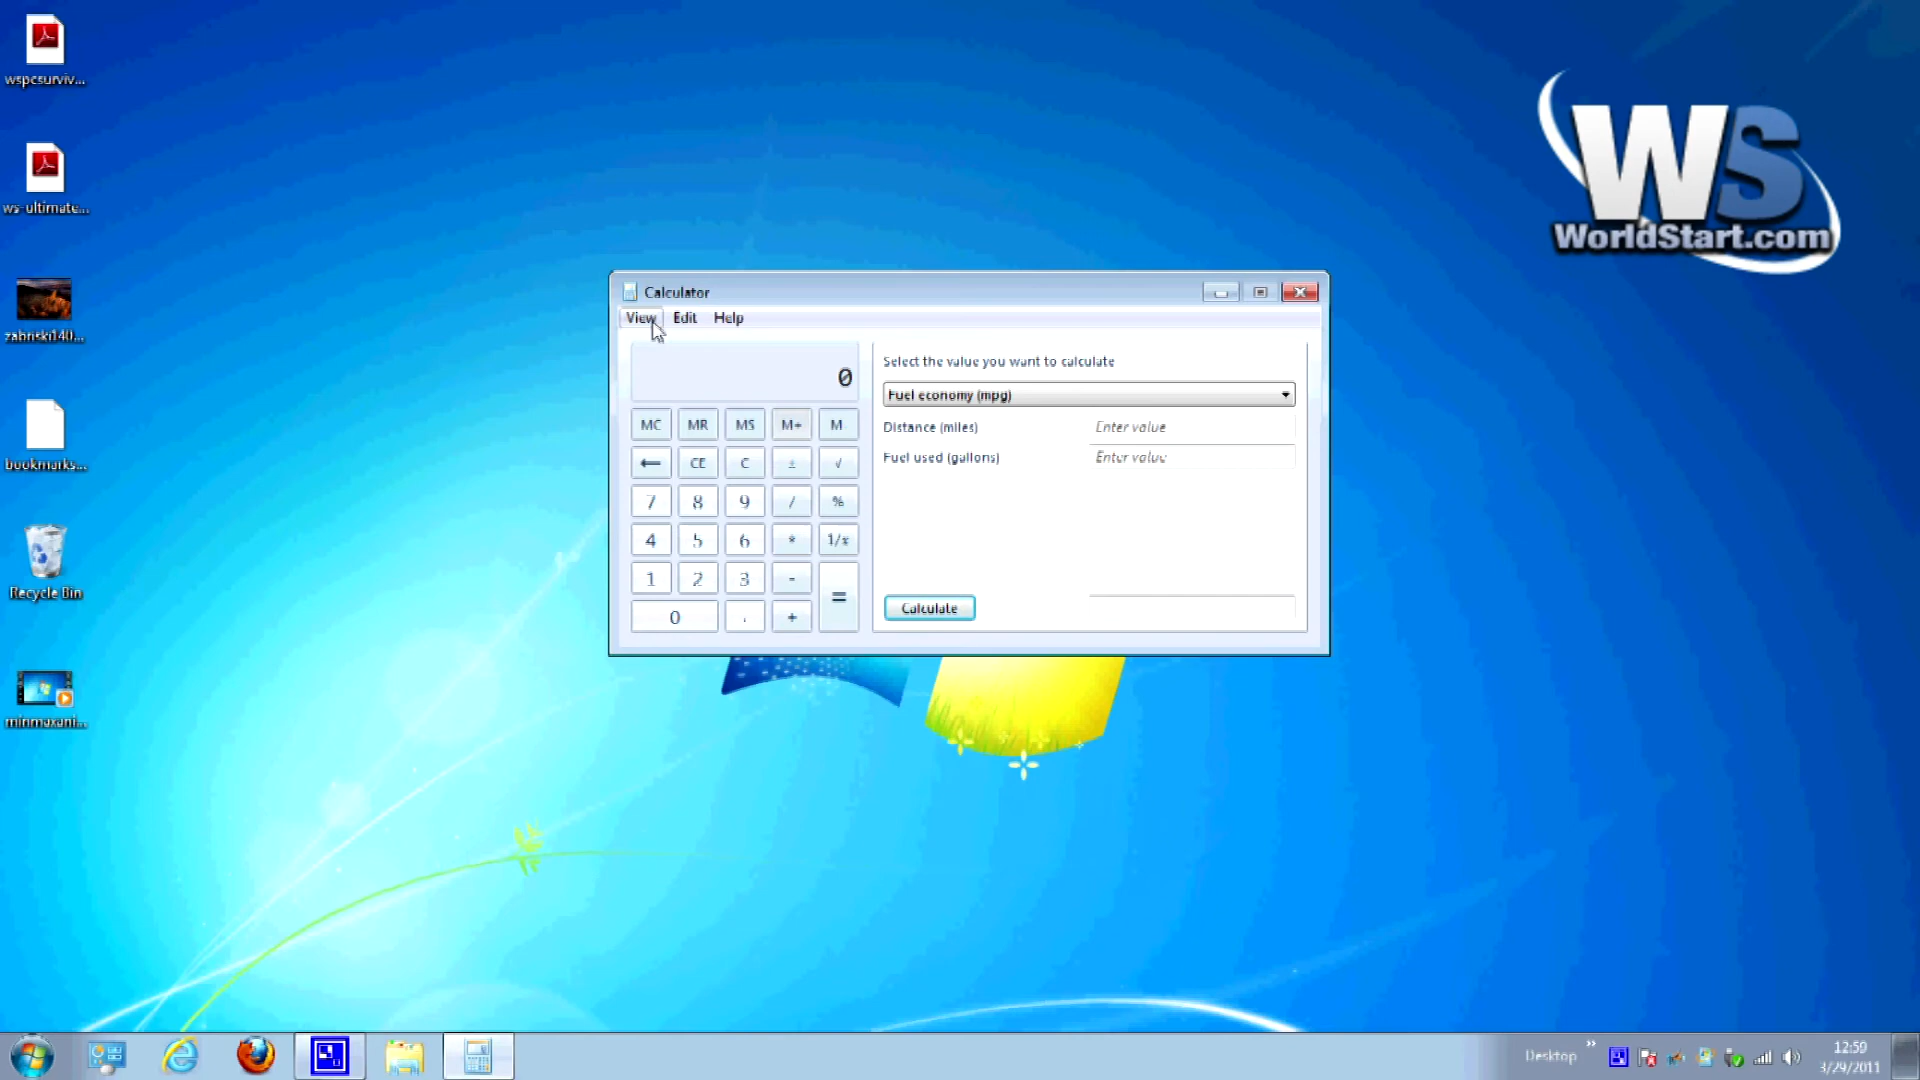 wspcsurviv...
ws-ultimate...
zabriski140...
bookmarks...
Recycle Bin
minmaxani...
WS
WorldStart.com
Calculator
View Edit Help
0
MC MR MS M+ M-
← CE C ± √
7 8 9 / %
4 5 6 * 1/x
1 2 3 - =
0 . +
Select the value you want to calculate
Fuel economy (mpg)
Distance (miles) Enter value
Fuel used (gallons) Enter value
Calculate
Desktop »
12:59
3/29/2011